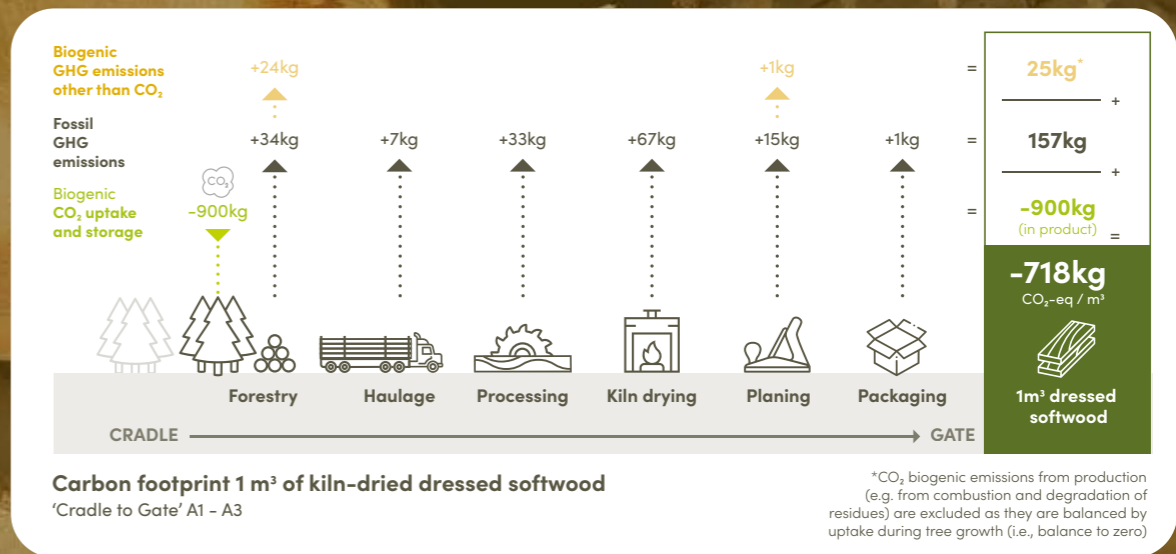 Biogenic
GHG emissions
other than CO₂
+24kg
+1kg
=
25kg*
+
Fossil
GHG
emissions
+34kg
+7kg
+33kg
+67kg
+15kg
+1kg
=
157kg
+
Biogenic
CO₂ uptake
and storage
CO₂
-900kg
=
-900kg
(in product)
=
-718kg
CO₂-eq / m³
1m³ dressed
softwood
Forestry
Haulage
Processing
Kiln drying
Planing
Packaging
CRADLE
GATE
Carbon footprint 1 m³ of kiln-dried dressed softwood
‘Cradle to Gate’ A1 - A3
*CO₂ biogenic emissions from production
(e.g. from combustion and degradation of
residues) are excluded as they are balanced by
uptake during tree growth (i.e., balance to zero)